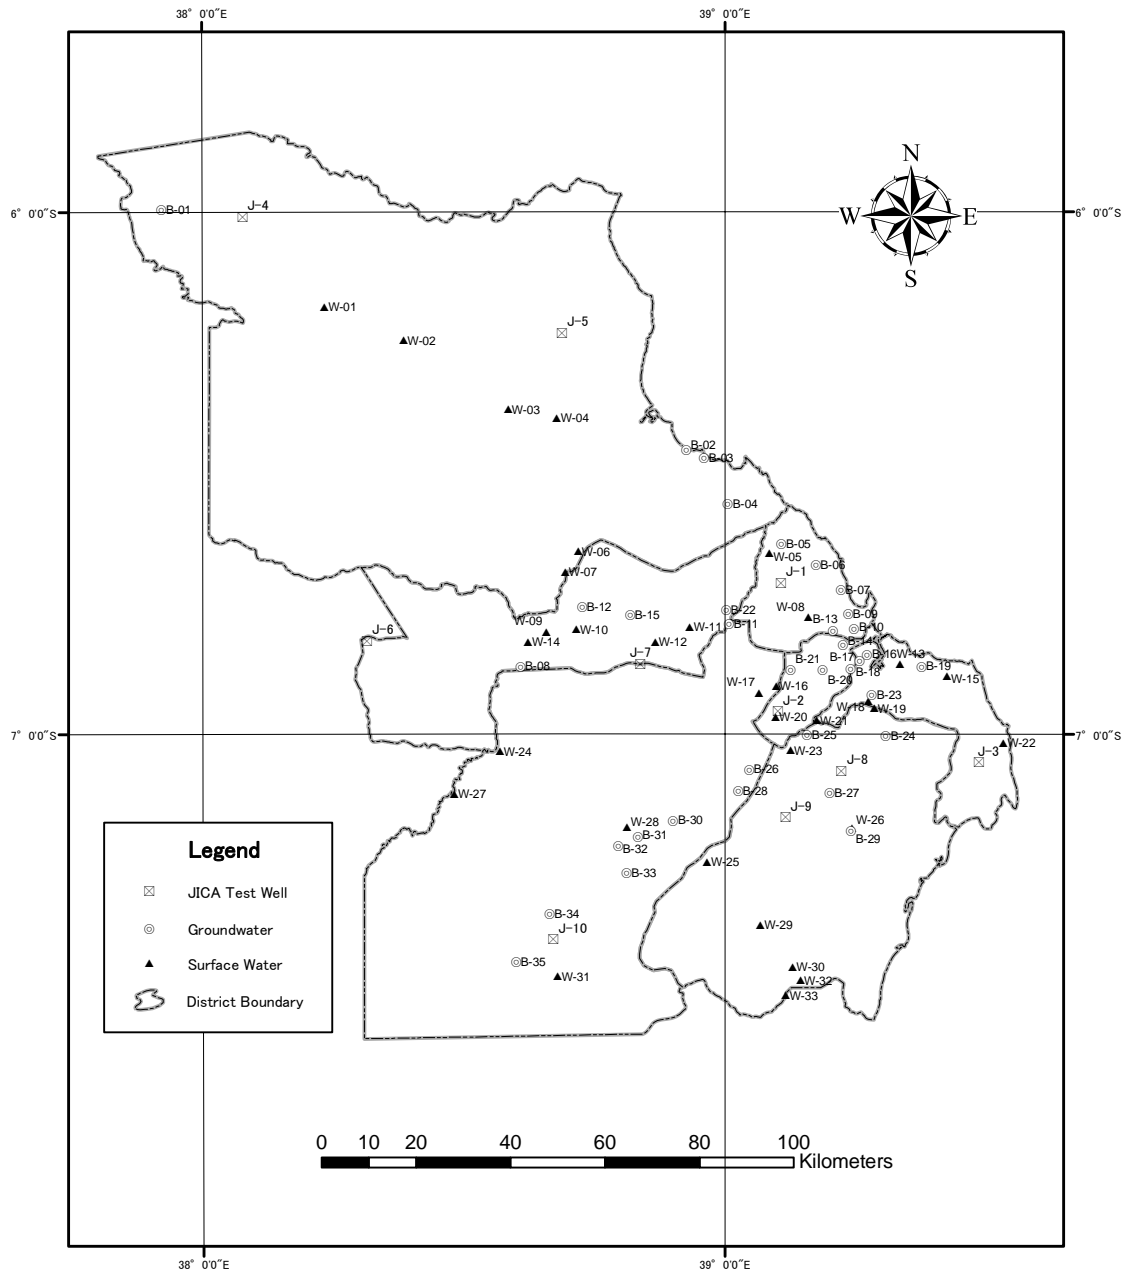 38° 0'0"E
39° 0'0"E
N
W
E
S
6° 0'0"S
6° 0'0"S
B-01
J-4
W-01
J-5
W-02
W-03
W-04
B-02
B-03
B-04
B-05
W-06
W-05
B-06
W-07
J-1
B-07
B-12
W-08
B-22
B-09
B-15
B-13
W-09
B-11
B-10
W-10
W-11
J-6
W-14
W-12
B-14
J-7
B-21
B-17
B-16
W-13
B-08
B-20
B-18
B-19
W-15
W-17
W-16
B-23
J-2
W-18
W-19
W-20
W-21
7° 0'0"S
B-25
B-24
7° 0'0"S
W-24
W-23
J-3
W-22
B-26
J-8
B-28
B-27
W-27
J-9
B-30
W-28
W-26
B-31
B-29
B-32
Legend
W-25
B-33
JICA Test Well
B-34
W-29
Groundwater
J-10
B-35
W-30
Surface Water
W-31
W-32
W-33
District Boundary
0 10 20 40 60 80 100
Kilometers
38° 0'0"E
39° 0'0"E